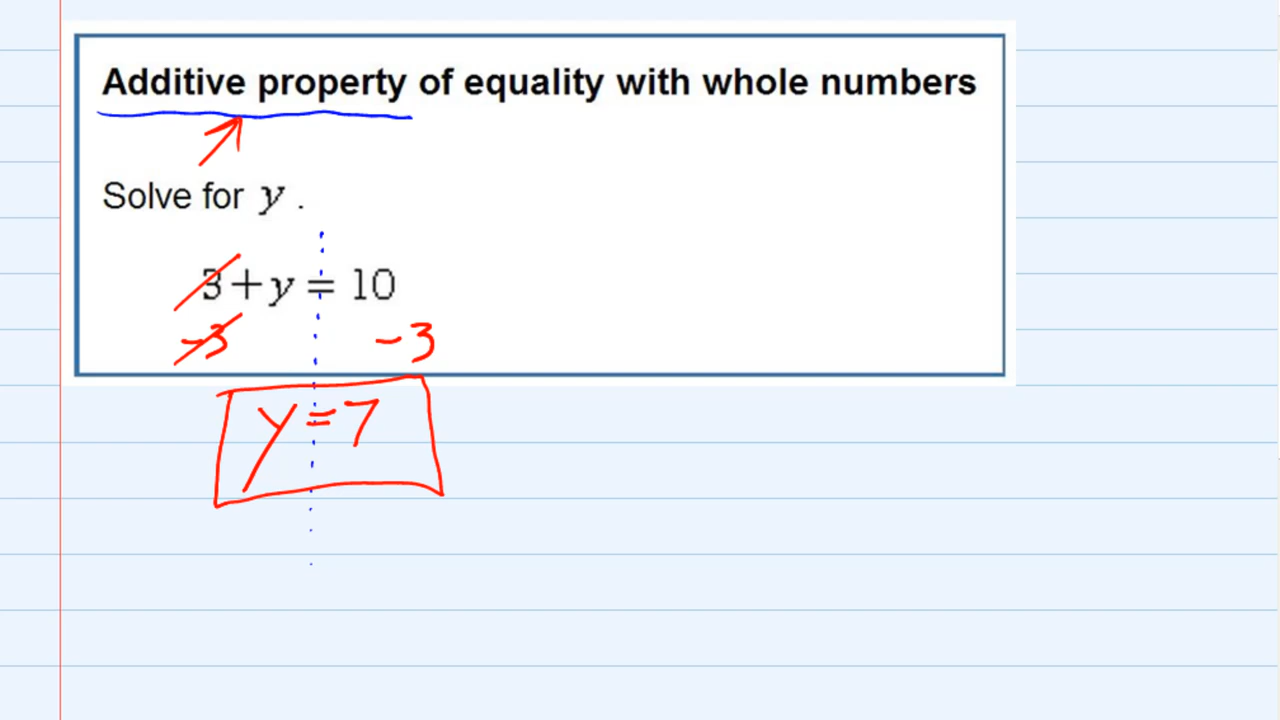 Additive property of equality with whole numbers
Solve for y .
3 + y = 10
-3 -3
y = 7